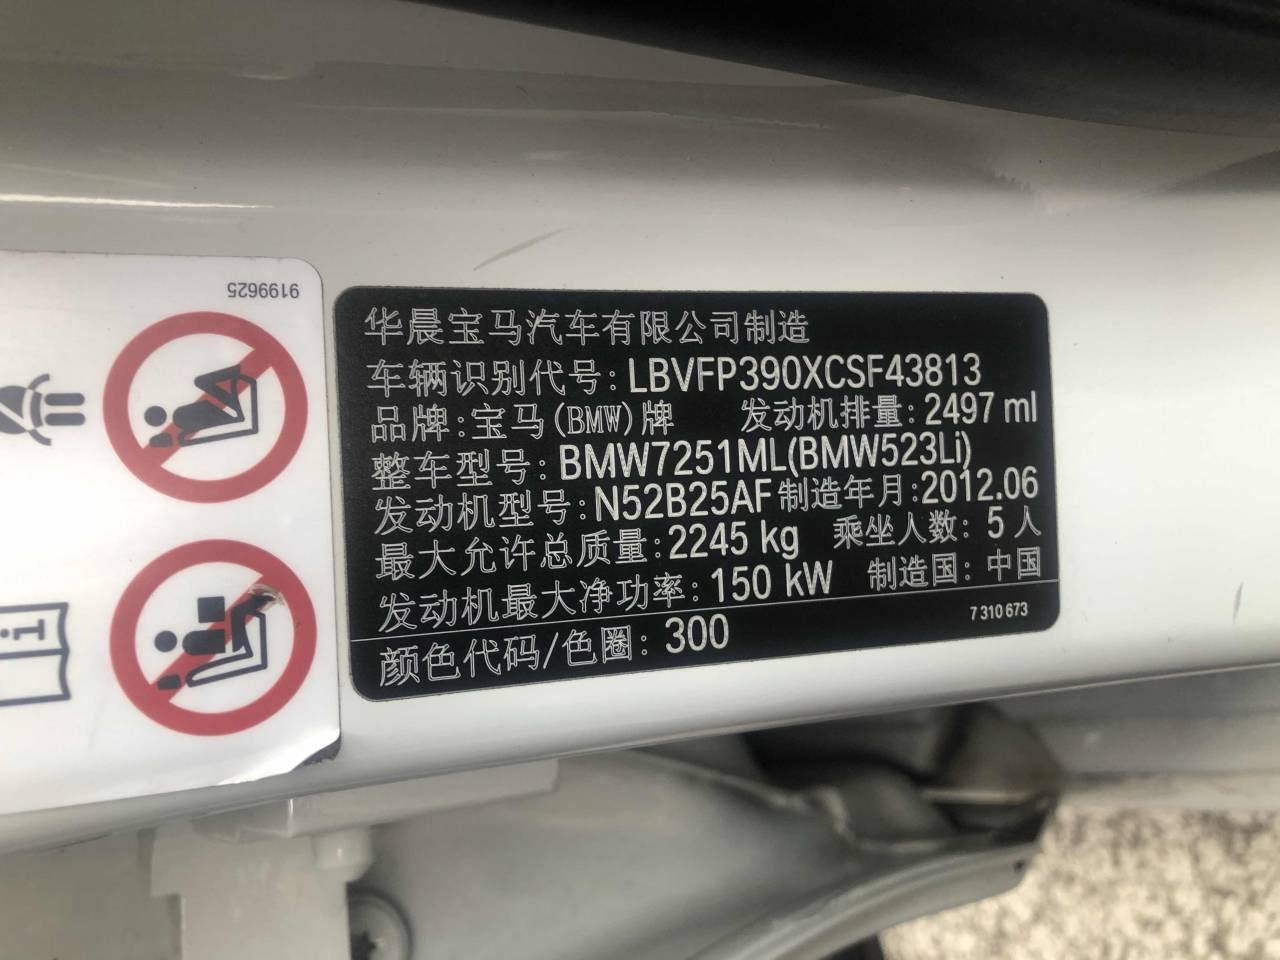 9199625
华晨宝马汽车有限公司制造
车辆识别代号: LBVFP390XCSF43813
品牌:宝马(BMW)牌 发动机排量: 2497 ml
整车型号: BMW7251ML(BMW523Li)
发动机型号: N52B25AF 制造年月:2012.06
最大允许总质量: 2245 kg 乘坐人数: 5 人
发动机最大净功率: 150 kW 制造国: 中国
7 310 673
颜色代码/色圈: 300